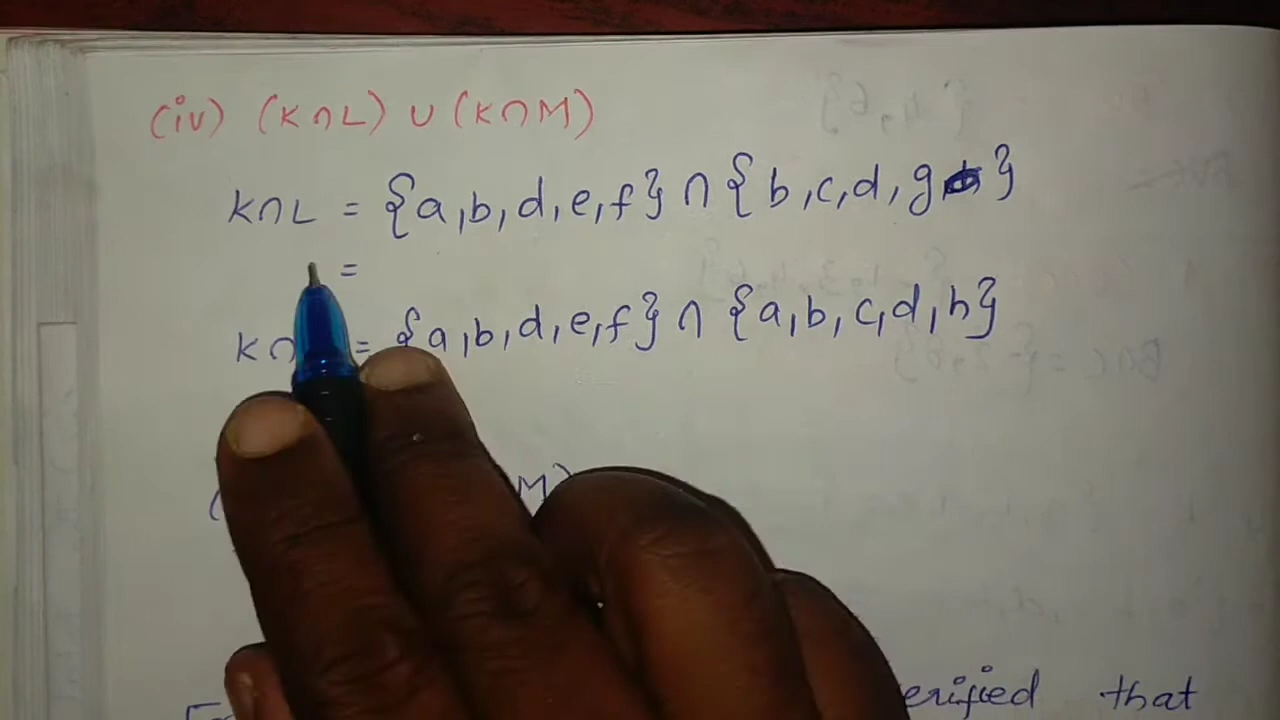 (iv) (K∩L) ∪ (K∩M)
K∩L = {a,b,d,e,f} ∩ {b,c,d,g}
=
K∩ = {a,b,d,e,f} ∩ {a,b,c,d,h}
( M)
erified that